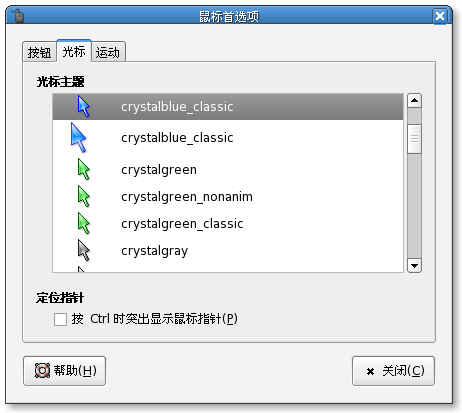 鼠标首选项
按钮 光标 运动
光标主题
crystalblue_classic
crystalblue_classic
crystalgreen
crystalgreen_nonanim
crystalgreen_classic
crystalgray
定位指针
按 Ctrl 时突出显示鼠标指针(P)
帮助(H) 关闭(C)